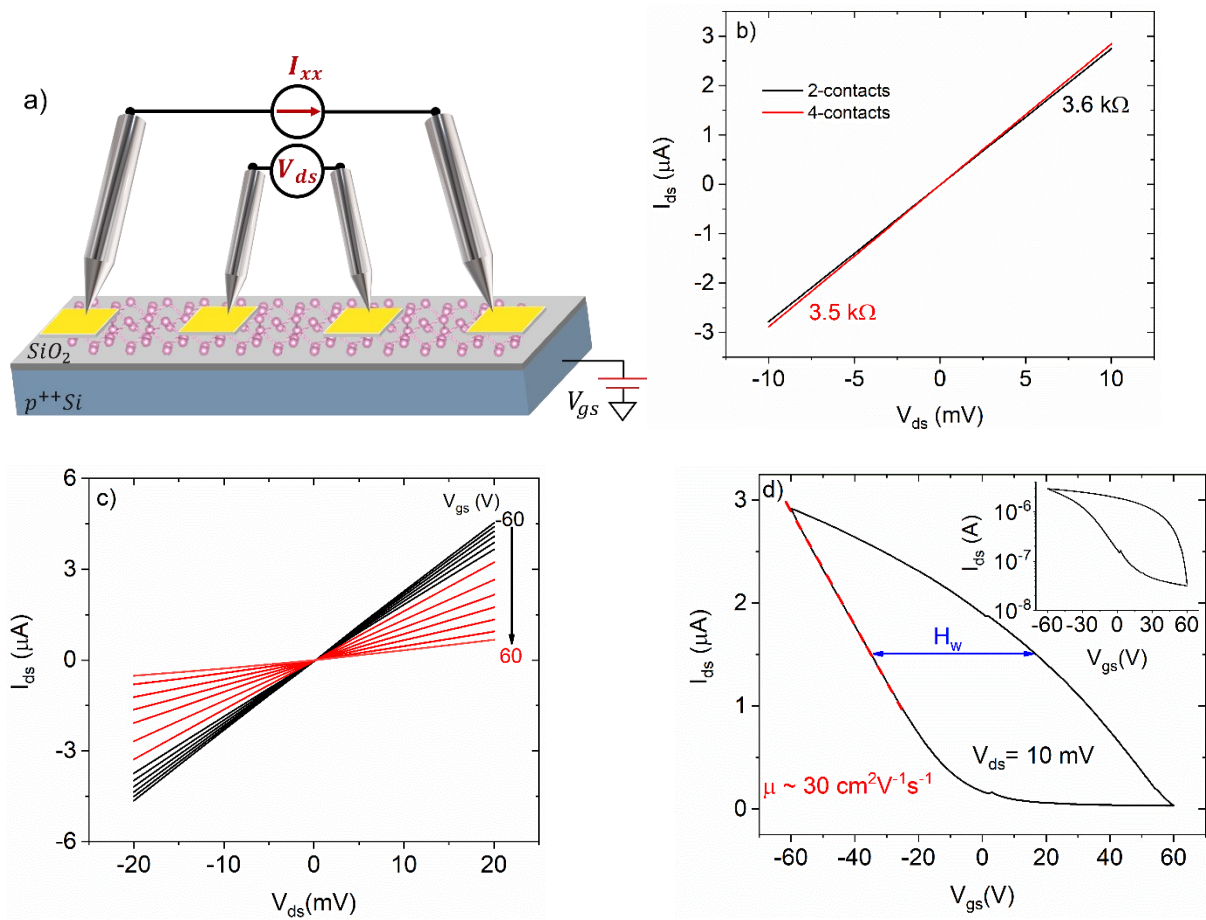 a)
I_xx
V_ds
SiO₂
p⁺⁺Si
V_gs
b)
3
2
1
0
-1
-2
-3
I_ds (μA)
2-contacts
4-contacts
3.6 kΩ
3.5 kΩ
-10
-5
0
5
10
V_ds (mV)
c)
6
3
0
-3
-6
I_ds (μA)
V_gs (V)
-60
60
-20
-10
0
10
20
V_ds(mV)
d)
3
2
1
0
I_ds (μA)
H_w
V_ds= 10 mV
μ ~ 30 cm²V⁻¹s⁻¹
-60
-40
-20
0
20
40
60
V_gs(V)
I_ds (A)
10⁻⁶
10⁻⁷
10⁻⁸
-60
-30
0
30
60
V_gs(V)